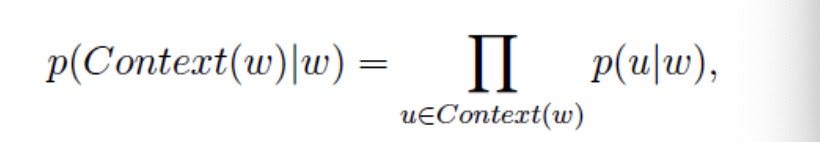 p(Context(w)|w) = ∏ p(u|w),
u∈Context(w)